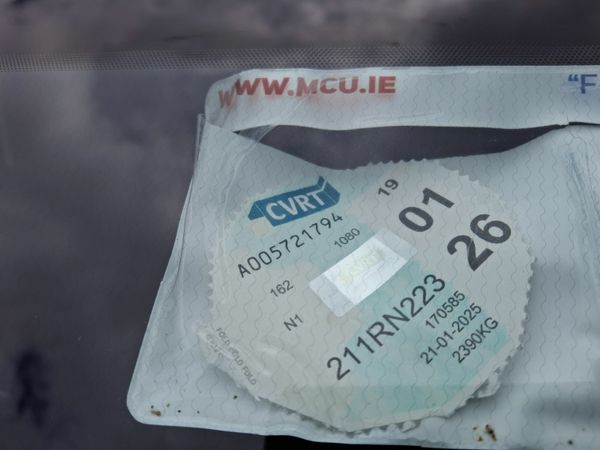 WWW.MCU.IE
"F
CVRT
A005721794
19
01
26
162
1080
N1
211RN223
170585
21-01-2025
2390KG